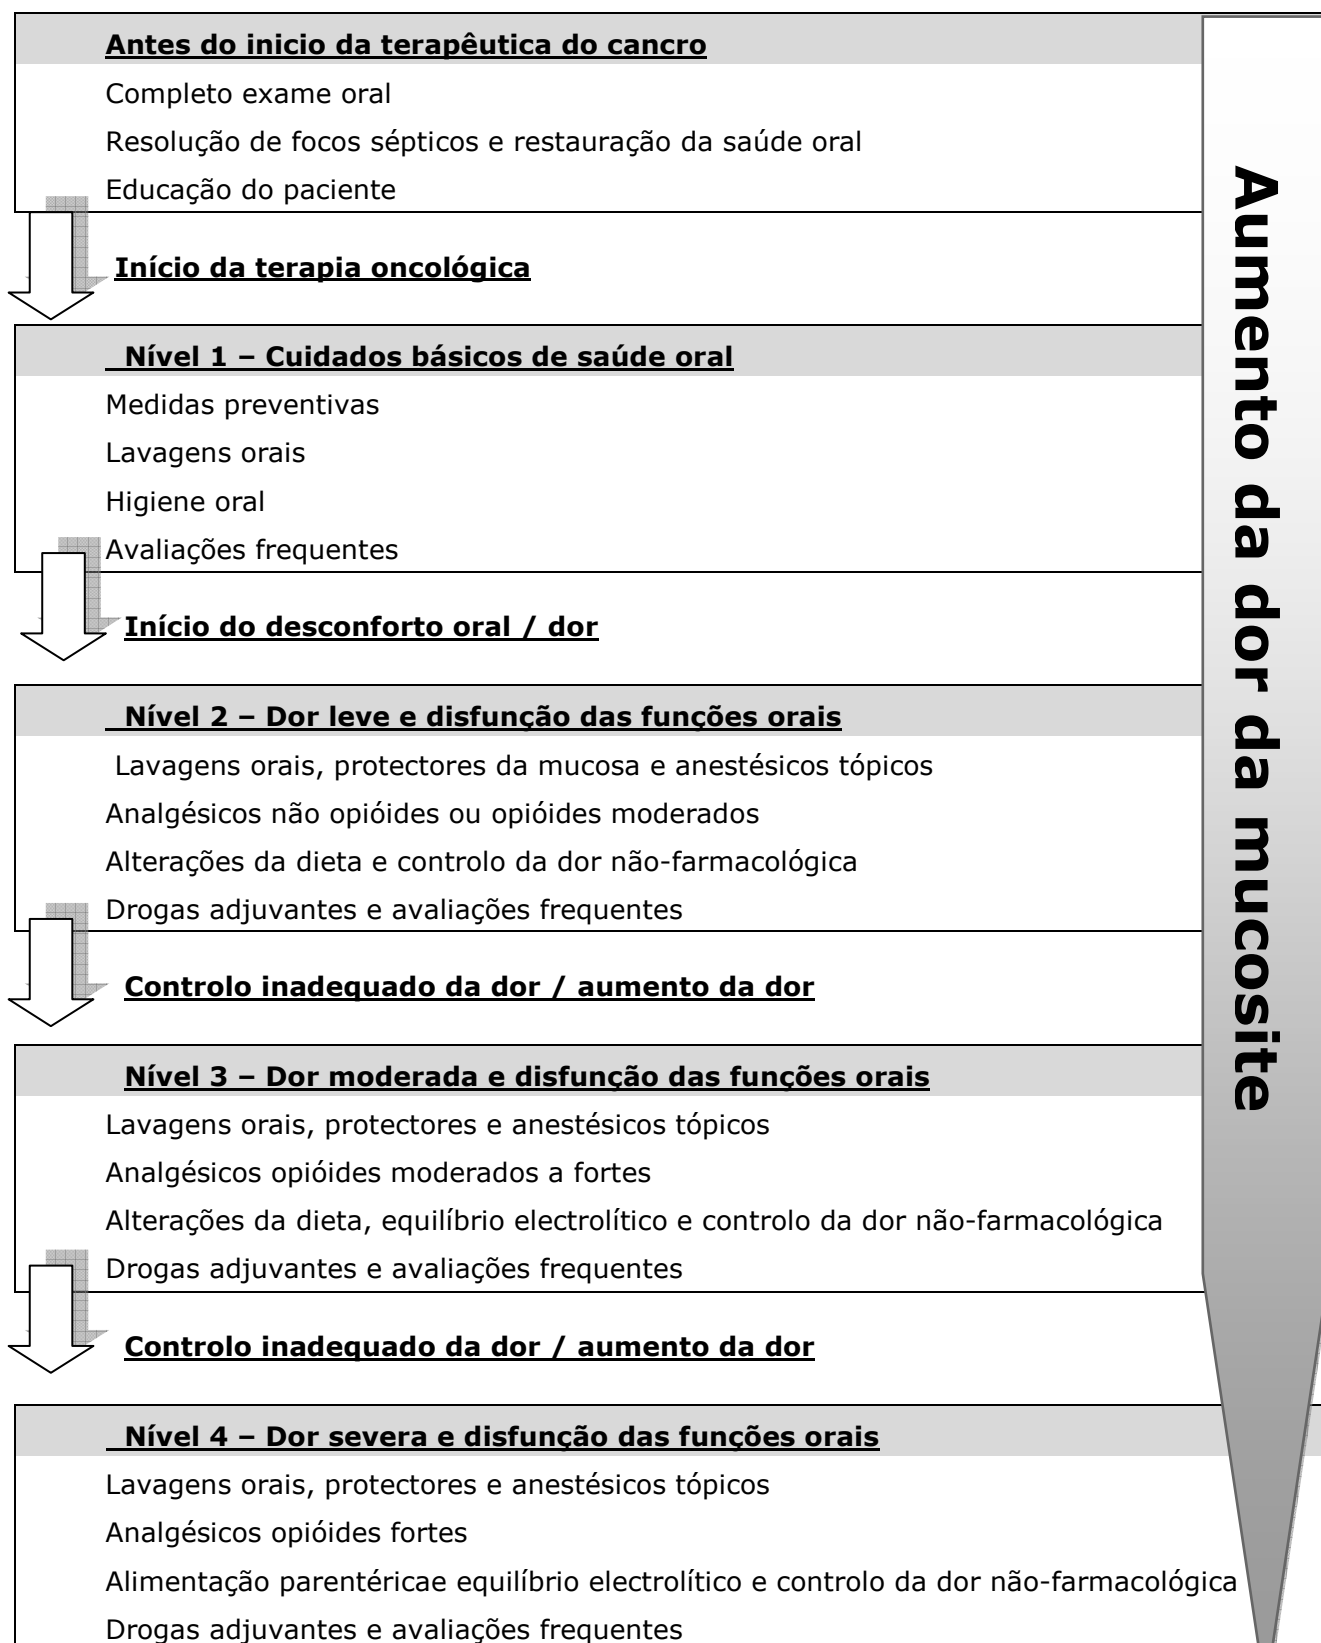 Antes do inicio da terapêutica do cancro
Completo exame oral
Resolução de focos sépticos e restauração da saúde oral
Educação do paciente
Início da terapia oncológica
Nível 1 – Cuidados básicos de saúde oral
Medidas preventivas
Lavagens orais
Higiene oral
Avaliações frequentes
Início do desconforto oral / dor
Nível 2 – Dor leve e disfunção das funções orais
Lavagens orais, protectores da mucosa e anestésicos tópicos
Analgésicos não opióides ou opióides moderados
Alterações da dieta e controlo da dor não-farmacológica
Drogas adjuvantes e avaliações frequentes
Controlo inadequado da dor / aumento da dor
Nível 3 – Dor moderada e disfunção das funções orais
Lavagens orais, protectores e anestésicos tópicos
Analgésicos opióides moderados a fortes
Alterações da dieta, equilíbrio electrolítico e controlo da dor não-farmacológica
Drogas adjuvantes e avaliações frequentes
Controlo inadequado da dor / aumento da dor
Nível 4 – Dor severa e disfunção das funções orais
Lavagens orais, protectores e anestésicos tópicos
Analgésicos opióides fortes
Alimentação parentéricae equilíbrio electrolítico e controlo da dor não-farmacológica
Drogas adjuvantes e avaliações frequentes
Aumento da dor da mucosite